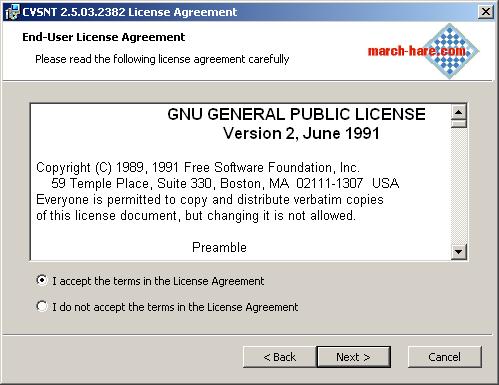 CVSNT 2.5.03.2382 License Agreement
End-User License Agreement
Please read the following license agreement carefully
march-hare.com
GNU GENERAL PUBLIC LICENSE
Version 2, June 1991
Copyright (C) 1989, 1991 Free Software Foundation, Inc.
59 Temple Place, Suite 330, Boston, MA  02111-1307  USA
Everyone is permitted to copy and distribute verbatim copies
of this license document, but changing it is not allowed.
Preamble
I accept the terms in the License Agreement
I do not accept the terms in the License Agreement
< Back
Next >
Cancel